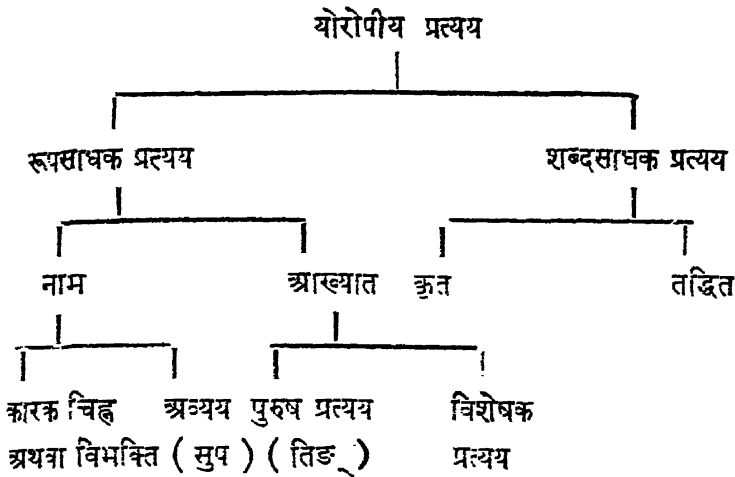 योरोपीय प्रत्यय
रूपसाधक प्रत्यय शब्दसाधक प्रत्यय
नाम आख्यात कृत तद्धित
कारक चिह्न अव्यय पुरुष प्रत्यय विशेषक
अथवा विभक्ति ( सुप ) ( तिङ् ) प्रत्यय